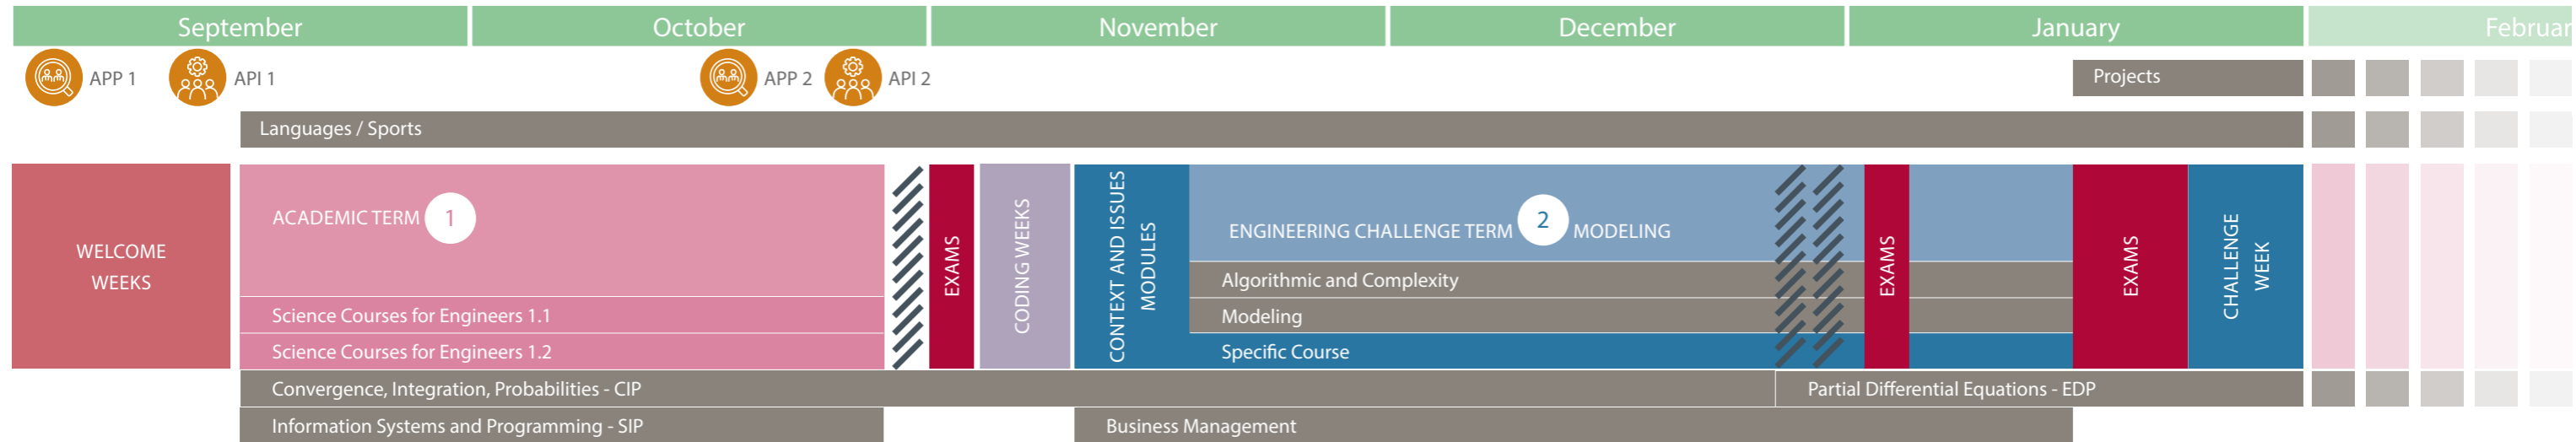 September
October
November
December
January
Februar
APP 1
API 1
APP 2
API 2
Projects
Languages / Sports
WELCOME
WEEKS
ACADEMIC TERM 1
Science Courses for Engineers 1.1
Science Courses for Engineers 1.2
EXAMS
CODING WEEKS
CONTEXT AND ISSUES
MODULES
ENGINEERING CHALLENGE TERM 2 MODELING
Algorithmic and Complexity
Modeling
Specific Course
EXAMS
EXAMS
CHALLENGE
WEEK
Convergence, Integration, Probabilities - CIP
Partial Differential Equations - EDP
Information Systems and Programming - SIP
Business Management